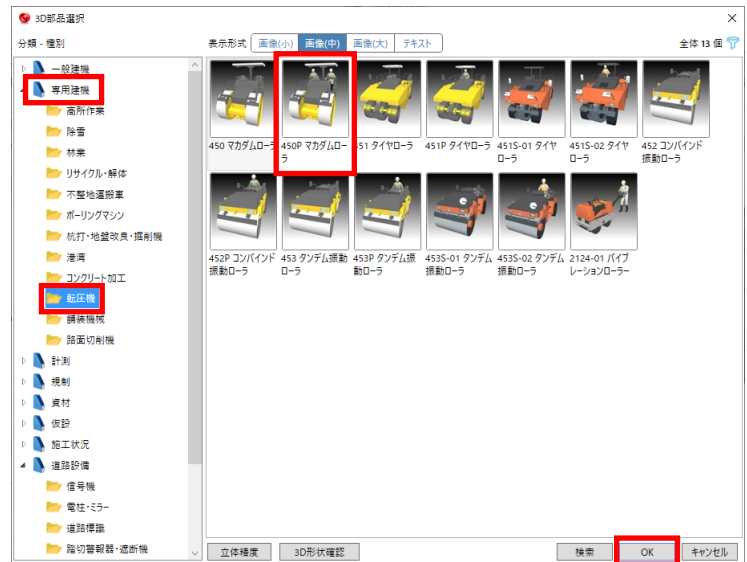 3D部品選択
分類 - 種別
表示形式 画像(小) 画像(中) 画像(大) テキスト
全体 13 個
一般建機
専用建機
高所作業
除雪
林業
リサイクル・解体
不整地運搬車
ボーリングマシン
杭打・地盤改良・掘削機
港湾
コンクリート加工
転圧機
舗装機械
路面切削機
計測
規制
資材
仮設
施工状況
道路設備
信号機
電柱・ミラー
道路標識
踏切警報器・遮断機
450 マカダムローラ
450P マカダムロー
ラ
451 タイヤローラ
451P タイヤローラ
451S-01 タイヤ
ローラ
451S-02 タイヤ
ローラ
452 コンバインド
振動ローラ
452P コンバインド
振動ローラ
453 タンデム振動
ローラ
453P タンデム振
動ローラ
453S-01 タンデム
振動ローラ
453S-02 タンデム
振動ローラ
2124-01 バイブ
レーションローラー
立体精度 3D形状確認 検索 OK キャンセル